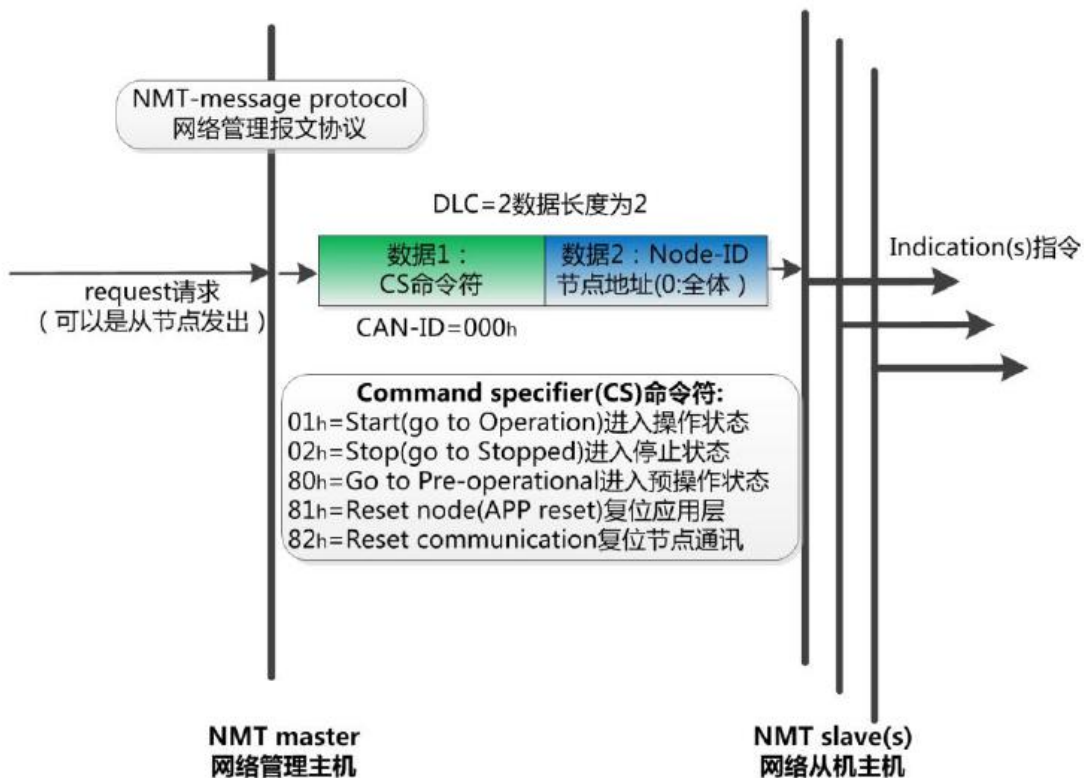 NMT-message protocol
网络管理报文协议
DLC=2数据长度为2
数据1：
CS命令符
数据2：Node-ID
节点地址(0:全体）
Indication(s)指令
request请求
（可以是从节点发出）
CAN-ID=000h
Command specifier(CS)命令符:
01h=Start(go to Operation)进入操作状态
02h=Stop(go to Stopped)进入停止状态
80h=Go to Pre-operational进入预操作状态
81h=Reset node(APP reset)复位应用层
82h=Reset communication复位节点通讯
NMT master
网络管理主机
NMT slave(s)
网络从机主机